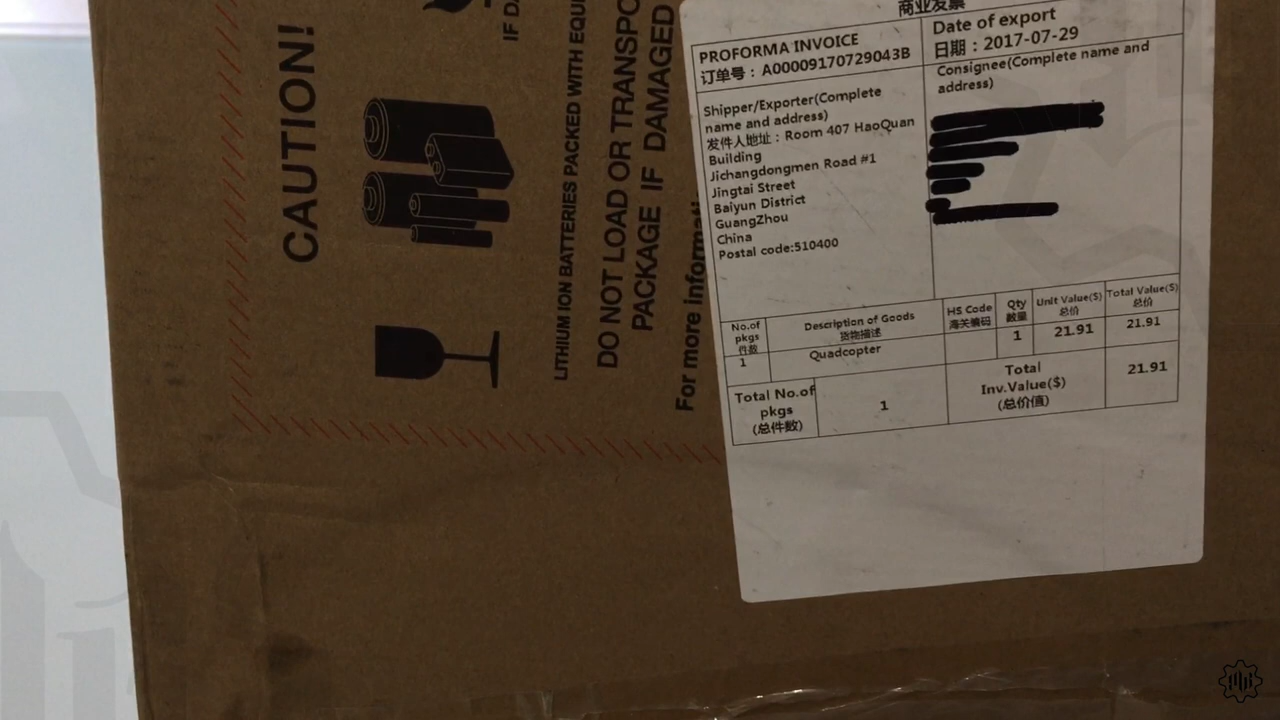 CAUTION!
IF DA
LITHIUM ION BATTERIES PACKED WITH EQU
DO NOT LOAD OR TRANSPO
PACKAGE IF DAMAGED
For more informati
商业发票
PROFORMA INVOICE
订单号：A00009170729043B
Date of export
日期：2017-07-29
Shipper/Exporter(Complete
name and address)
发件人地址：Room 407 HaoQuan
Building
Jichangdongmen Road #1
Jingtai Street
Baiyun District
GuangZhou
China
Postal code:510400
Consignee(Complete name and
address)
No.of
pkgs
件数
Description of Goods
货物描述
HS Code
海关编码
Qty
数量
Unit Value($)
总价
Total Value($)
总价
1
Quadcopter
1
21.91
21.91
Total No.of
pkgs
(总件数)
1
Total
Inv.Value($)
(总价值)
21.91